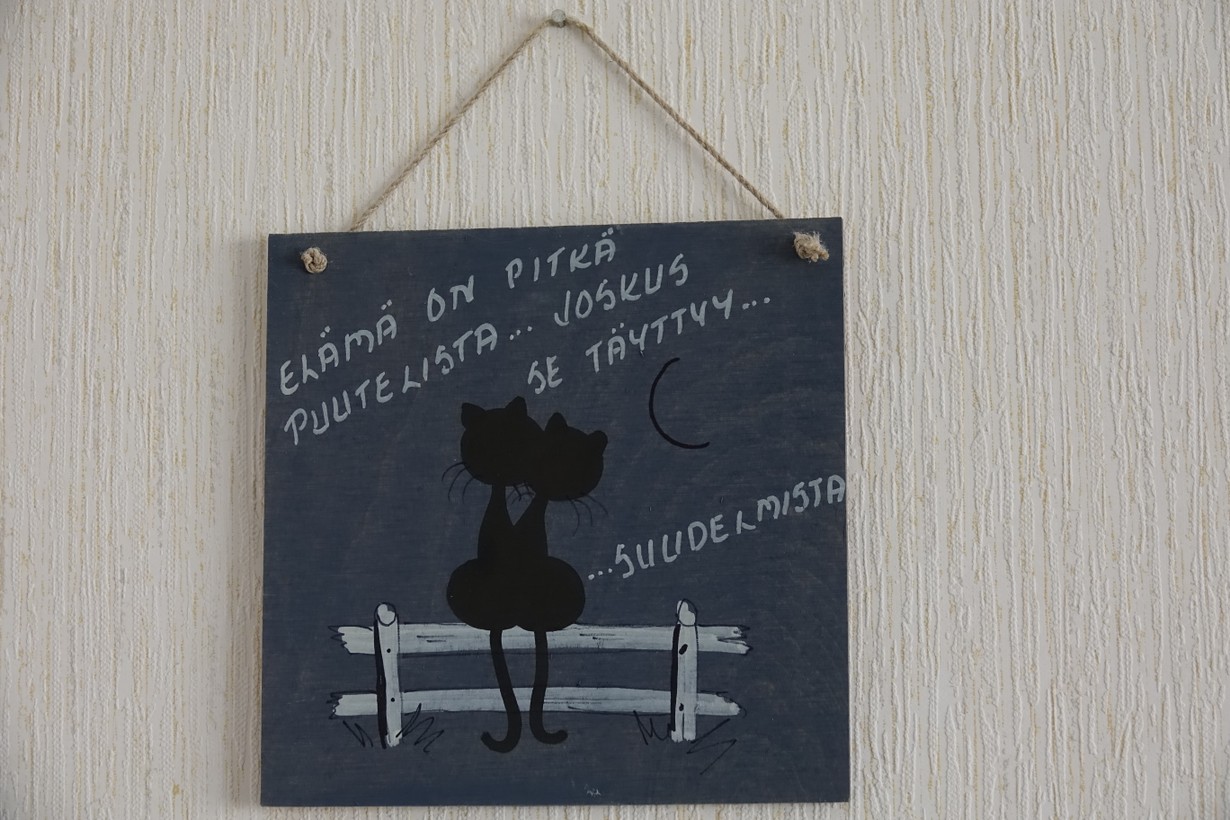 ELÄMÄ ON PITKÄ
PUUTELISTA... JOSKUS
SE TÄYTTYY...
...SUUDELMISTA